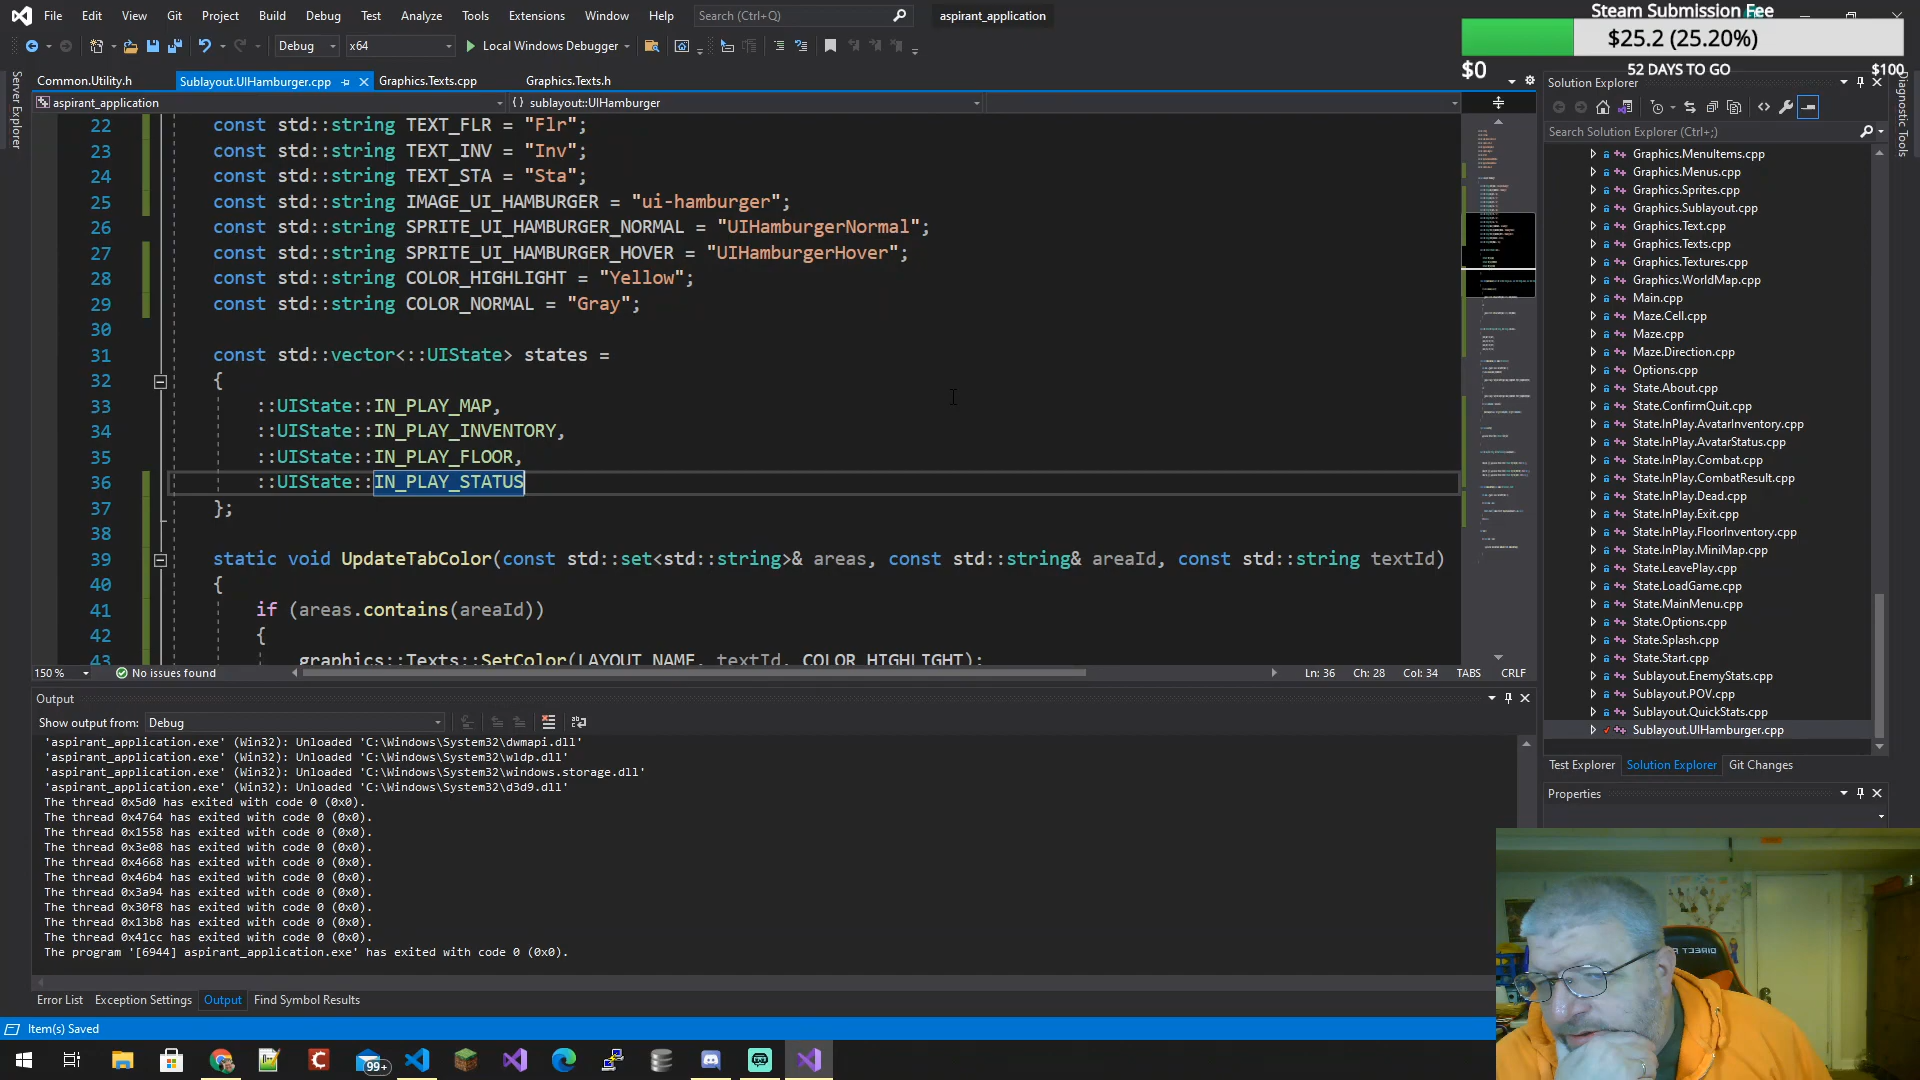 File Edit View Git Project Build Debug Test Analyze Tools Extensions Window Help Search (Ctrl+Q) aspirant_application
Steam Submission Fee
$25.2 (25.20%)
$0 52 DAYS TO GO $100
Debug x64 Local Windows Debugger
Server Explorer
Common.Utility.h Sublayout.UIHamburger.cpp Graphics.Texts.cpp Graphics.Texts.h
aspirant_application {} sublayout::UIHamburger
22 const std::string TEXT_FLR = "Flr";
23 const std::string TEXT_INV = "Inv";
24 const std::string TEXT_STA = "Sta";
25 const std::string IMAGE_UI_HAMBURGER = "ui-hamburger";
26 const std::string SPRITE_UI_HAMBURGER_NORMAL = "UIHamburgerNormal";
27 const std::string SPRITE_UI_HAMBURGER_HOVER = "UIHamburgerHover";
28 const std::string COLOR_HIGHLIGHT = "Yellow";
29 const std::string COLOR_NORMAL = "Gray";
30
31 const std::vector<::UIState> states =
32 {
33 ::UIState::IN_PLAY_MAP,
34 ::UIState::IN_PLAY_INVENTORY,
35 ::UIState::IN_PLAY_FLOOR,
36 ::UIState::IN_PLAY_STATUS
37 };
38
39 static void UpdateTabColor(const std::set<std::string>& areas, const std::string& areaId, const std::string textId)
40 {
41 if (areas.contains(areaId))
42 {
43 graphics::Texts::SetColor(LAYOUT_NAME, textId, COLOR_HIGHLIGHT);
150 % No issues found Ln: 36 Ch: 28 Col: 34 TABS CRLF
Output
Show output from: Debug
'aspirant_application.exe' (Win32): Unloaded 'C:\Windows\System32\dwmapi.dll'
'aspirant_application.exe' (Win32): Unloaded 'C:\Windows\System32\wldp.dll'
'aspirant_application.exe' (Win32): Unloaded 'C:\Windows\System32\windows.storage.dll'
'aspirant_application.exe' (Win32): Unloaded 'C:\Windows\System32\d3d9.dll'
The thread 0x5d0 has exited with code 0 (0x0).
The thread 0x4764 has exited with code 0 (0x0).
The thread 0x1558 has exited with code 0 (0x0).
The thread 0x3e08 has exited with code 0 (0x0).
The thread 0x4668 has exited with code 0 (0x0).
The thread 0x46b4 has exited with code 0 (0x0).
The thread 0x3a94 has exited with code 0 (0x0).
The thread 0x30f8 has exited with code 0 (0x0).
The thread 0x13b8 has exited with code 0 (0x0).
The thread 0x41cc has exited with code 0 (0x0).
The program '[6944] aspirant_application.exe' has exited with code 0 (0x0).
Error List Exception Settings Output Find Symbol Results
Item(s) Saved
99+
Solution Explorer
Search Solution Explorer (Ctrl+;)
Graphics.MenuItems.cpp
Graphics.Menus.cpp
Graphics.Sprites.cpp
Graphics.Sublayout.cpp
Graphics.Text.cpp
Graphics.Texts.cpp
Graphics.Textures.cpp
Graphics.WorldMap.cpp
Main.cpp
Maze.Cell.cpp
Maze.cpp
Maze.Direction.cpp
Options.cpp
State.About.cpp
State.ConfirmQuit.cpp
State.InPlay.AvatarInventory.cpp
State.InPlay.AvatarStatus.cpp
State.InPlay.Combat.cpp
State.InPlay.CombatResult.cpp
State.InPlay.Dead.cpp
State.InPlay.Exit.cpp
State.InPlay.FloorInventory.cpp
State.InPlay.MiniMap.cpp
State.LeavePlay.cpp
State.LoadGame.cpp
State.MainMenu.cpp
State.Options.cpp
State.Splash.cpp
State.Start.cpp
Sublayout.EnemyStats.cpp
Sublayout.POV.cpp
Sublayout.QuickStats.cpp
Sublayout.UIHamburger.cpp
Test Explorer Solution Explorer Git Changes
Properties
Diagnostic Tools